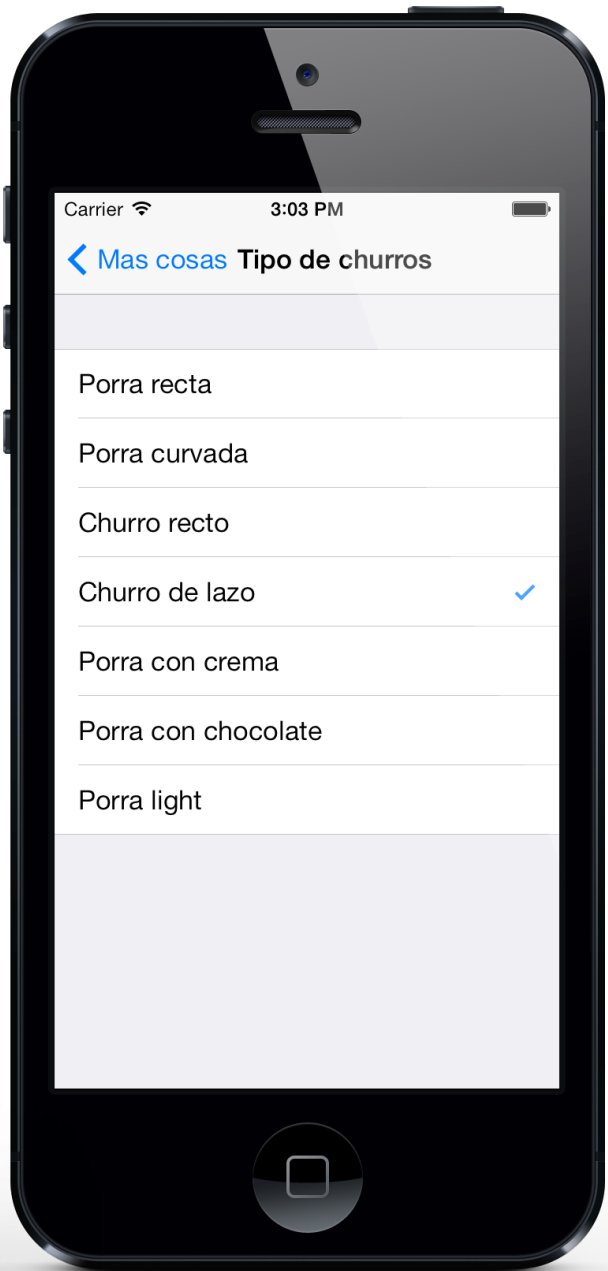 Carrier 3:03 PM
Mas cosas Tipo de churros
Porra recta
Porra curvada
Churro recto
Churro de lazo
Porra con crema
Porra con chocolate
Porra light